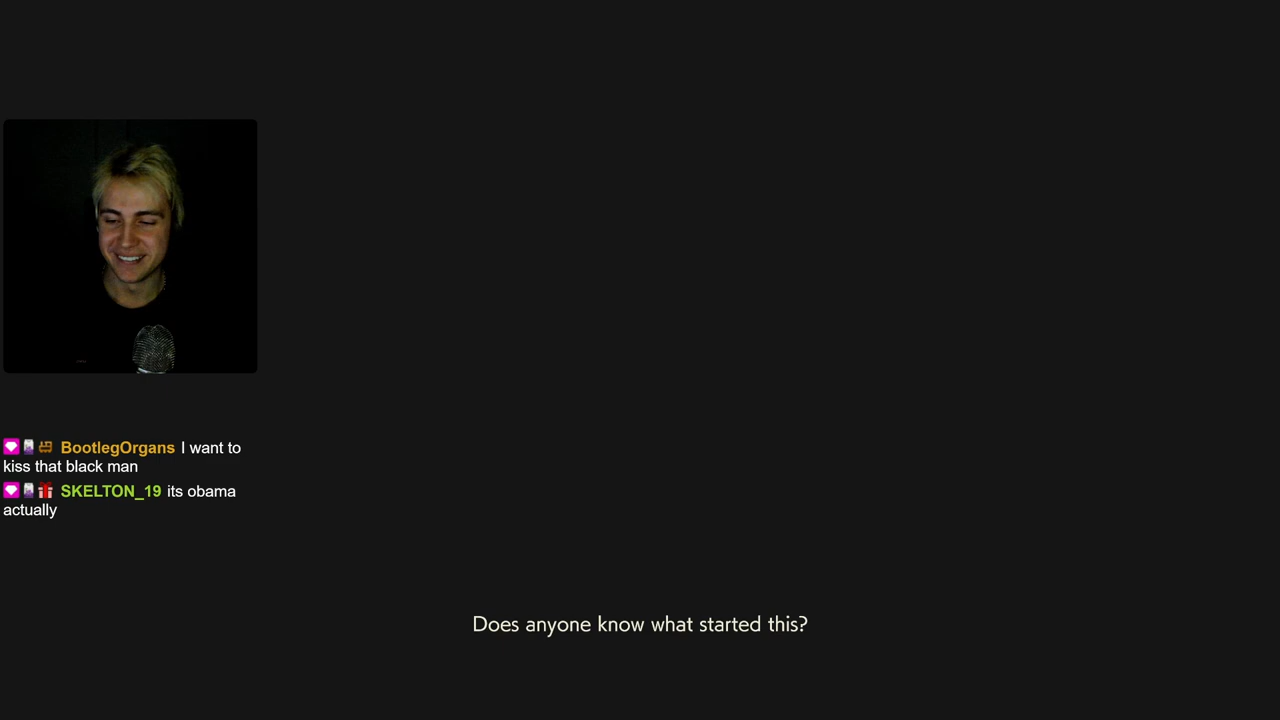 BootlegOrgans I want to
kiss that black man
SKELTON_19 its obama
actually
Does anyone know what started this?